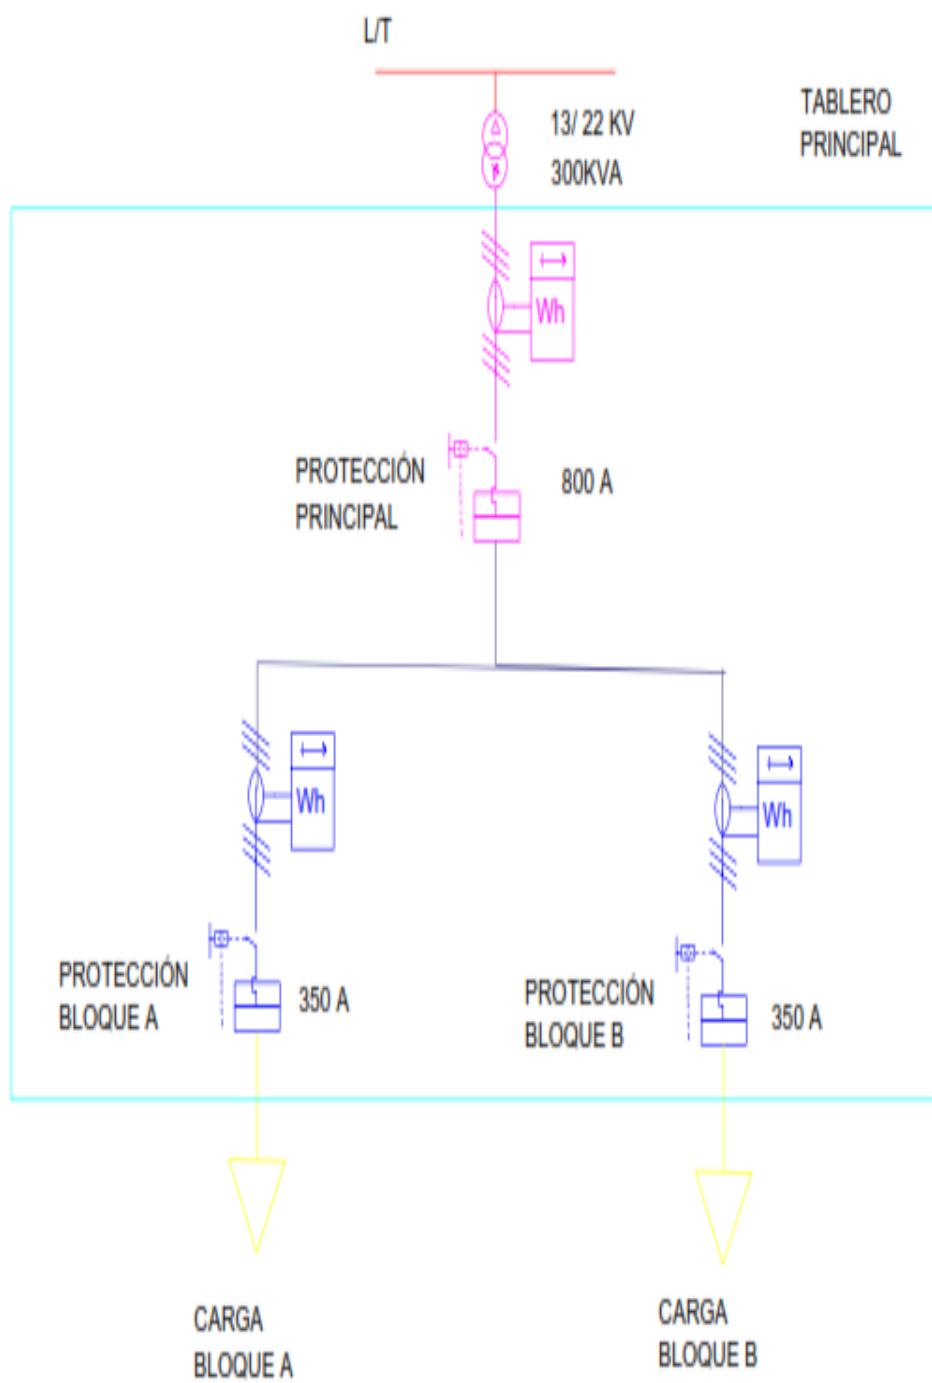 L/T
13/ 22 KV
300KVA
TABLERO
PRINCIPAL
Wh
PROTECCIÓN
PRINCIPAL
800 A
Wh
Wh
PROTECCIÓN
BLOQUE A
350 A
PROTECCIÓN
BLOQUE B
350 A
CARGA
BLOQUE A
CARGA
BLOQUE B